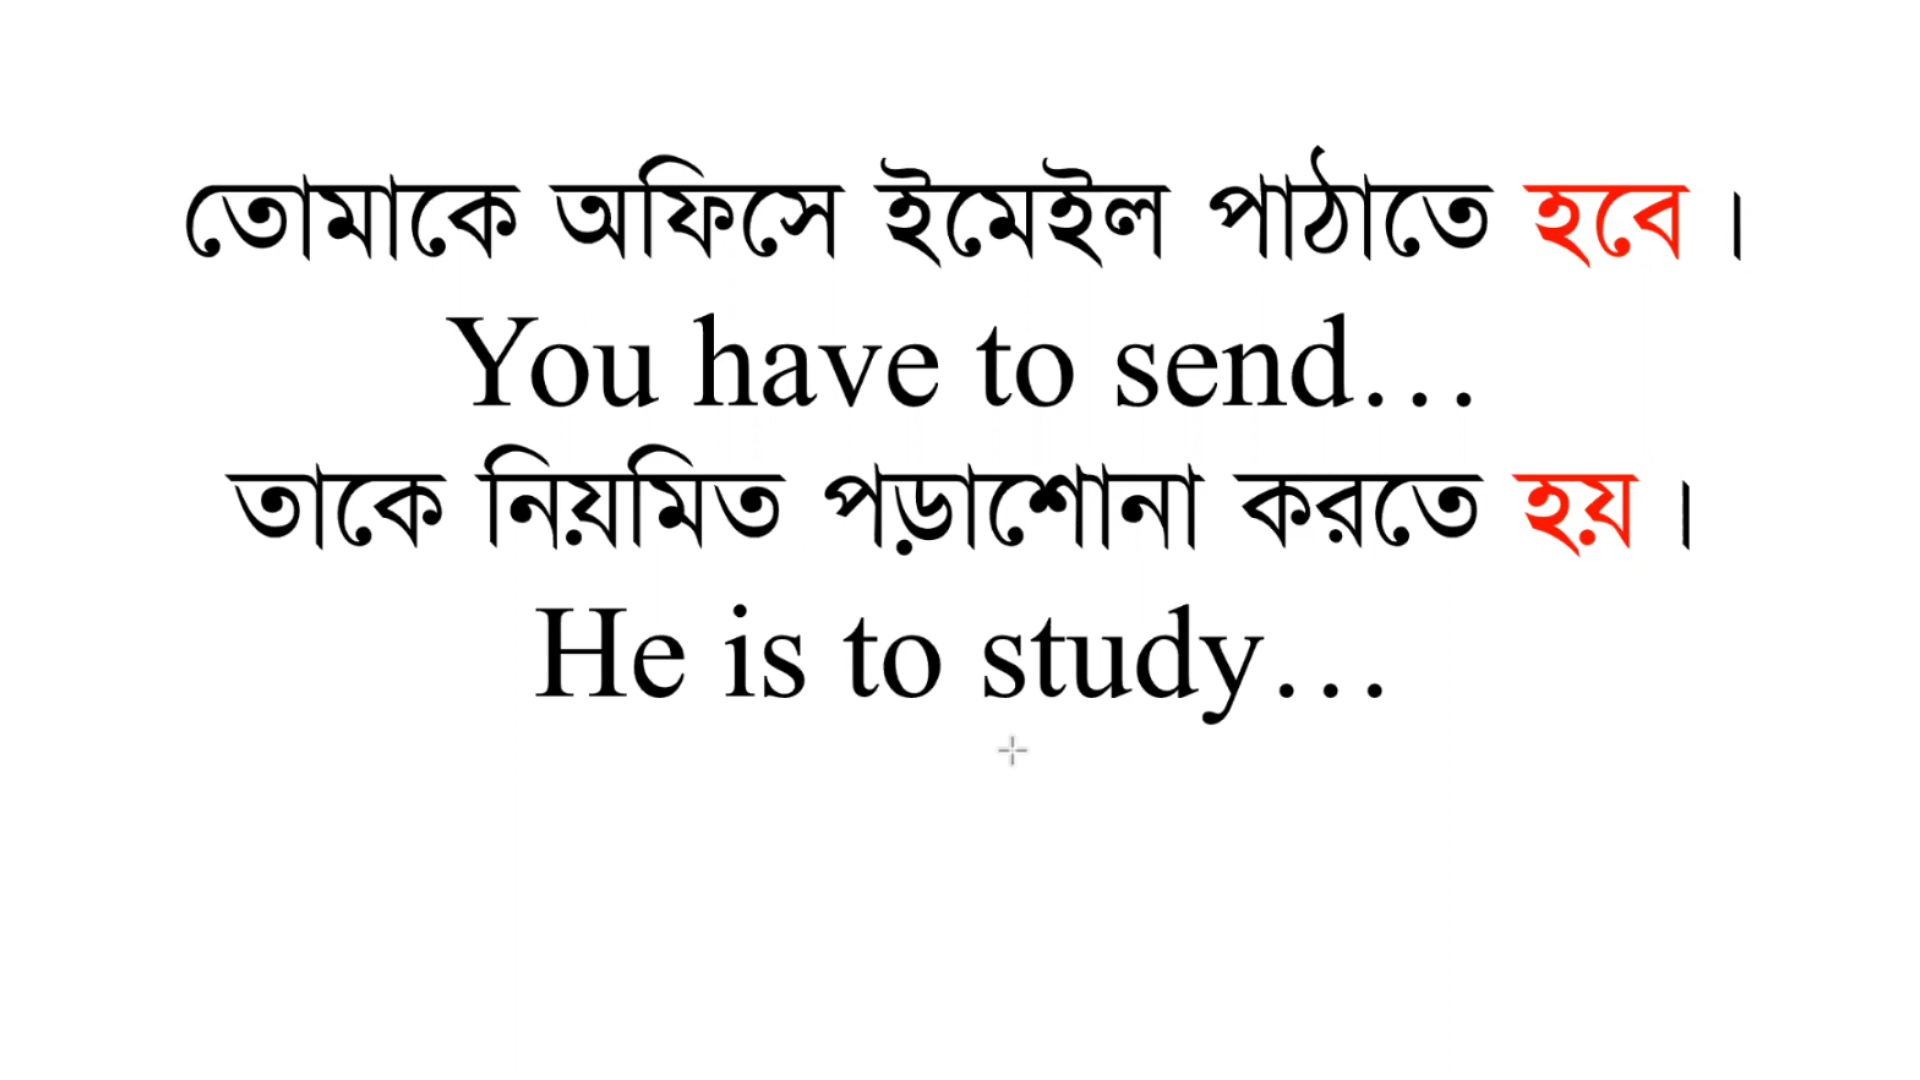 তোমাকে অফিসে ইমেইল পাঠাতে হবে ।
You have to send…
তাকে নিয়মিত পড়াশোনা করতে হয় ।
He is to study…